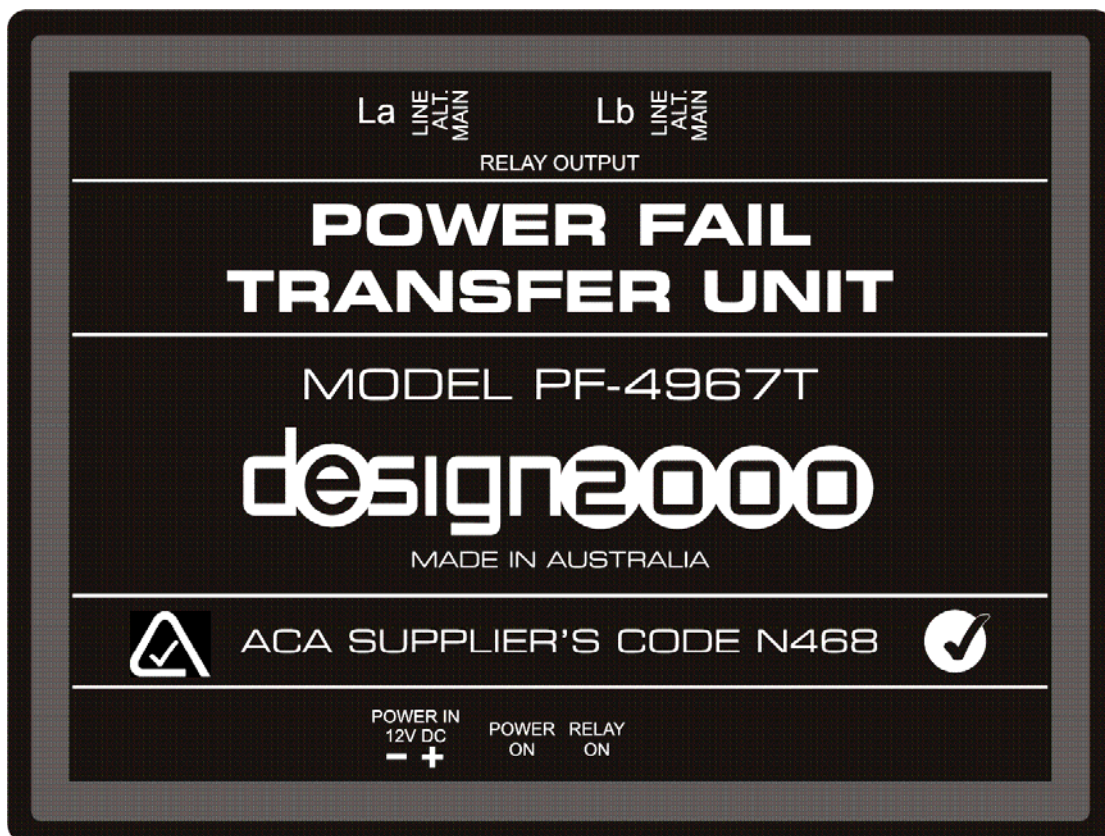 La LINE ALT. MAIN Lb LINE ALT. MAIN
RELAY OUTPUT
POWER FAIL
TRANSFER UNIT
MODEL PF-4967T
design2000
MADE IN AUSTRALIA
ACA SUPPLIER'S CODE N468
POWER IN
12V DC
− +
POWER
ON
RELAY
ON